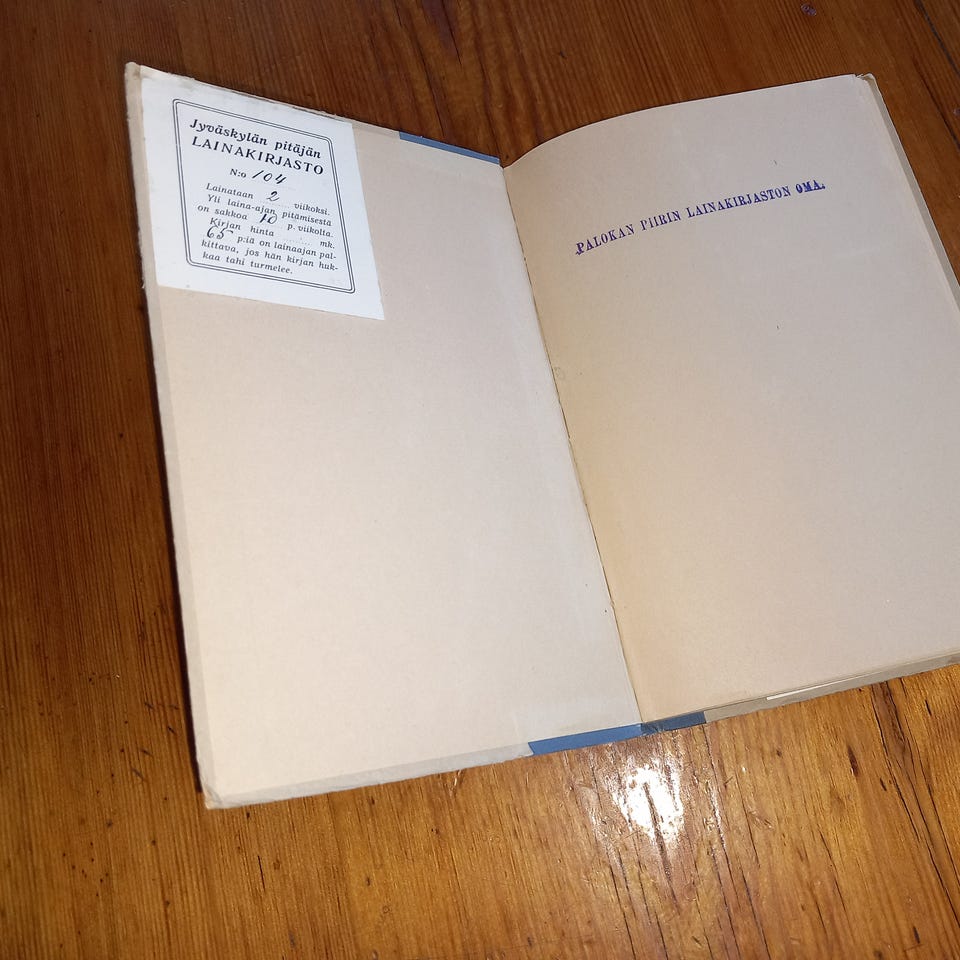 Jyväskylän pitäjän
LAINAKIRJASTO
N:o 104
Lainataan 2 viikoksi.
Yli laina-ajan pitämisestä
on sakkoa 10 p. viikolta.
Kirjan hinta ........ mk.
65 p:iä on lainaajan pal-
kittava, jos hän kirjan huk-
kaa tahi turmelee.
PALOKAN PIIRIN LAINAKIRJASTON OMA.